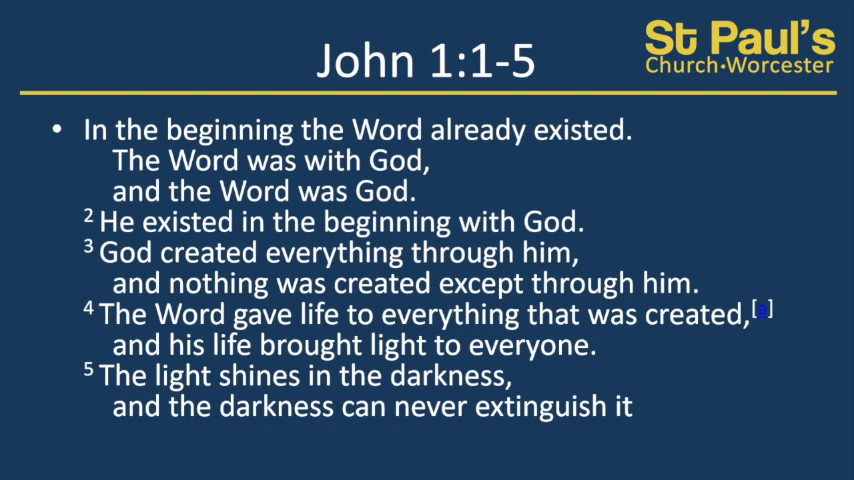 John 1:1-5
St Paul's
Church•Worcester
• In the beginning the Word already existed.
The Word was with God,
and the Word was God.
2 He existed in the beginning with God.
3 God created everything through him,
and nothing was created except through him.
4 The Word gave life to everything that was created,[a]
and his life brought light to everyone.
5 The light shines in the darkness,
and the darkness can never extinguish it